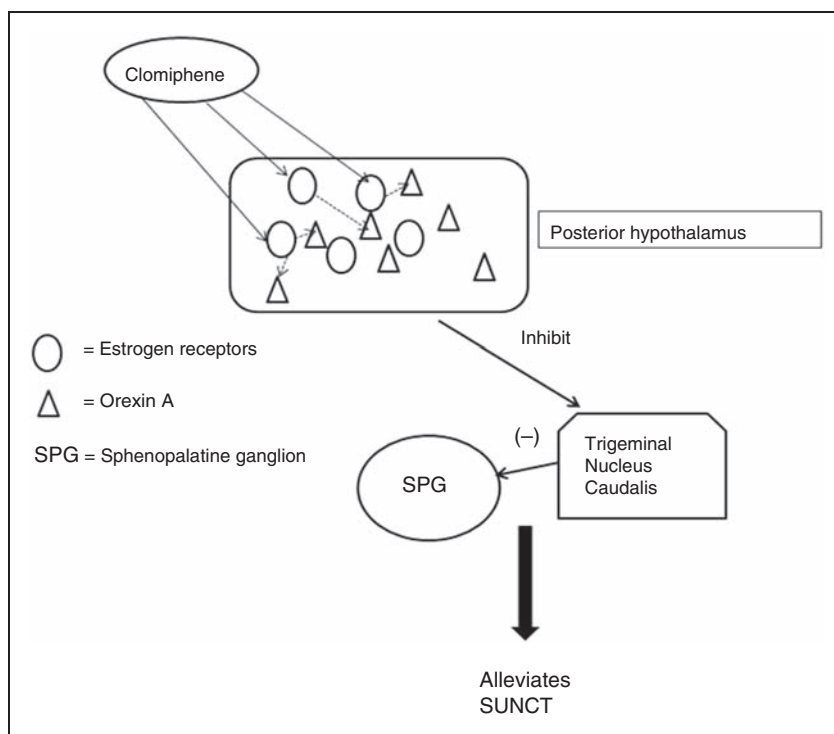 Clomiphene
Posterior hypothalamus
Inhibit
= Estrogen receptors
= Orexin A
SPG = Sphenopalatine ganglion
(–)
SPG
Trigeminal
Nucleus
Caudalis
Alleviates
SUNCT